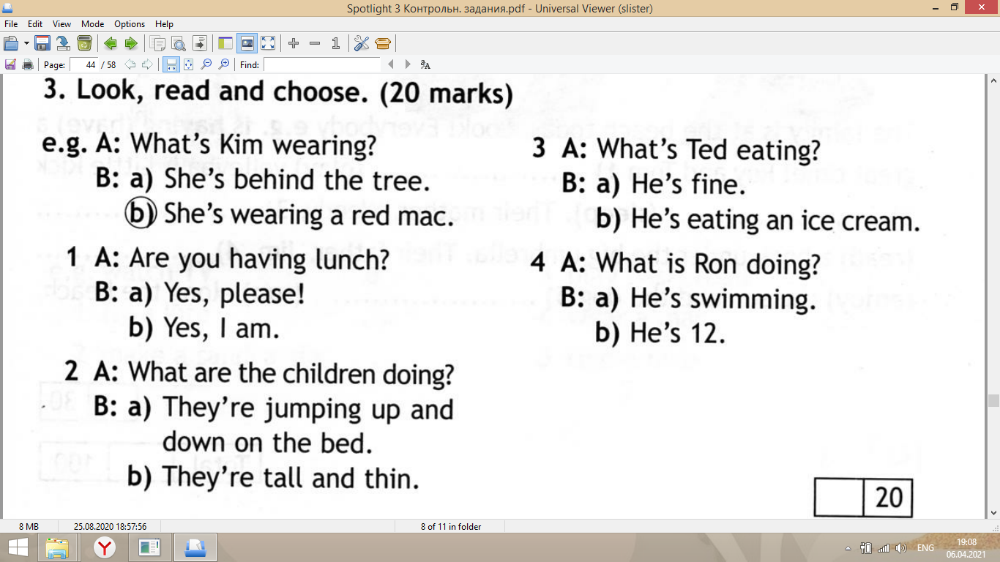 Spotlight 3 Контрольн. задания.pdf - Universal Viewer (slister)
File Edit View Mode Options Help
Page: 44 / 58 Find:
3. Look, read and choose. (20 marks)
e.g. A: What's Kim wearing?
B: a) She's behind the tree.
b) She's wearing a red mac.
1 A: Are you having lunch?
B: a) Yes, please!
b) Yes, I am.
2 A: What are the children doing?
B: a) They're jumping up and
down on the bed.
b) They're tall and thin.
3 A: What's Ted eating?
B: a) He's fine.
b) He's eating an ice cream.
4 A: What is Ron doing?
B: a) He's swimming.
b) He's 12.
20
8 MB 25.08.2020 18:57:56 8 of 11 in folder
ENG 19:08
06.04.2021